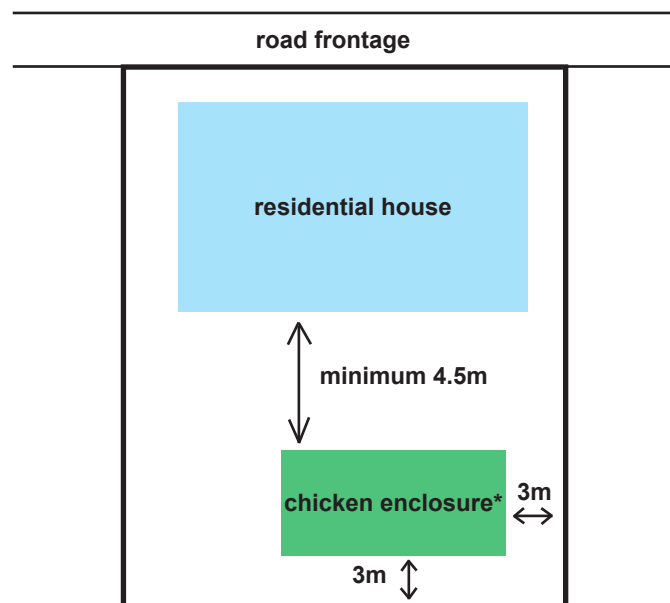 road frontage
residential house
minimum 4.5m
chicken enclosure*
3m
3m